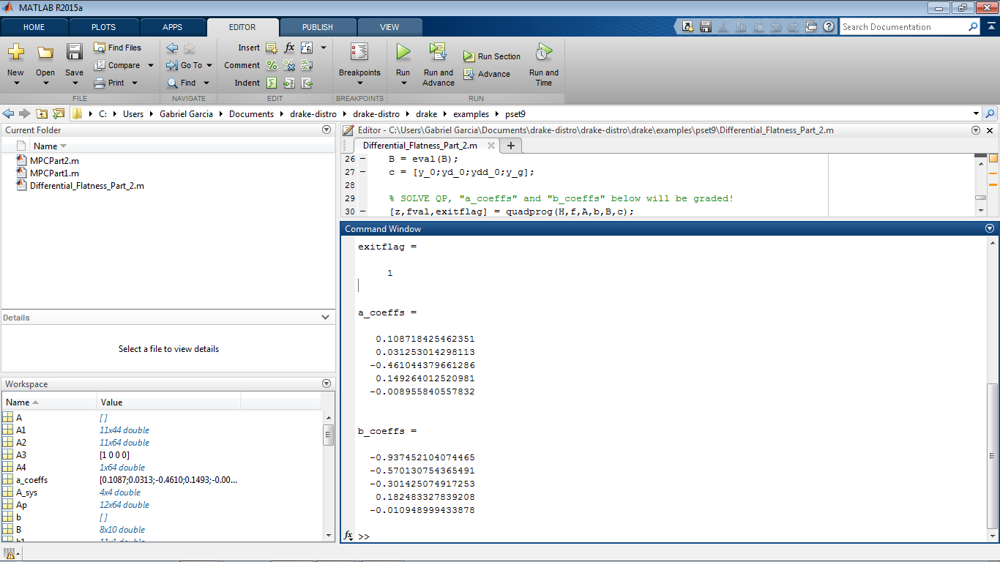 MATLAB R2015a
HOME PLOTS APPS EDITOR PUBLISH VIEW
Search Documentation
New Open Save Find Files Compare Print
FILE
Go To Find
NAVIGATE
Insert fx
Comment
Indent
EDIT
Breakpoints
BREAKPOINTS
Run Run and Advance Run Section Advance Run and Time
RUN
C: Users Gabriel Garcia Documents drake-distro drake-distro drake examples pset9
Current Folder
Name
MPCPart2.m
MPCPart1.m
Differential_Flatness_Part_2.m
Details
Select a file to view details
Workspace
Name Value
A [ ]
A1 11x44 double
A2 11x64 double
A3 [1 0 0 0]
A4 1x64 double
a_coeffs [0.1087;0.0313;-0.4610;0.1493;-0.00...
A_sys 4x4 double
Ap 12x64 double
b [ ]
B 8x10 double
Editor - C:\Users\Gabriel Garcia\Documents\drake-distro\drake-distro\drake\examples\pset9\Differential_Flatness_Part_2.m
Differential_Flatness_Part_2.m
26 – B = eval(B);
27 – c = [y_0;yd_0;ydd_0;y_g];
28
29 % SOLVE QP, "a_coeffs" and "b_coeffs" below will be graded!
30 – [z,fval,exitflag] = quadprog(H,f,A,b,B,c);
Command Window
exitflag =
1
a_coeffs =
0.108718425462351
0.031253014298113
-0.461044379661286
0.149264012520981
-0.008955840557832
b_coeffs =
-0.937452104074465
-0.570130754365491
-0.301425074917253
0.182483327839208
-0.010948999433878
fx >>